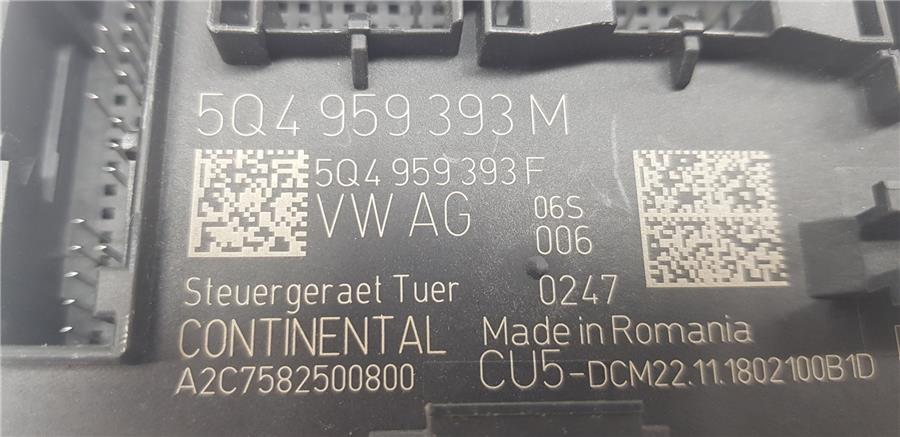 5Q4 959 393 M
5Q4 959 393 F
VW AG 06S
006
Steuergeraet Tuer 0247
CONTINENTAL Made in Romania
A2C7582500800 CU5-DCM22.11.1802100B1D